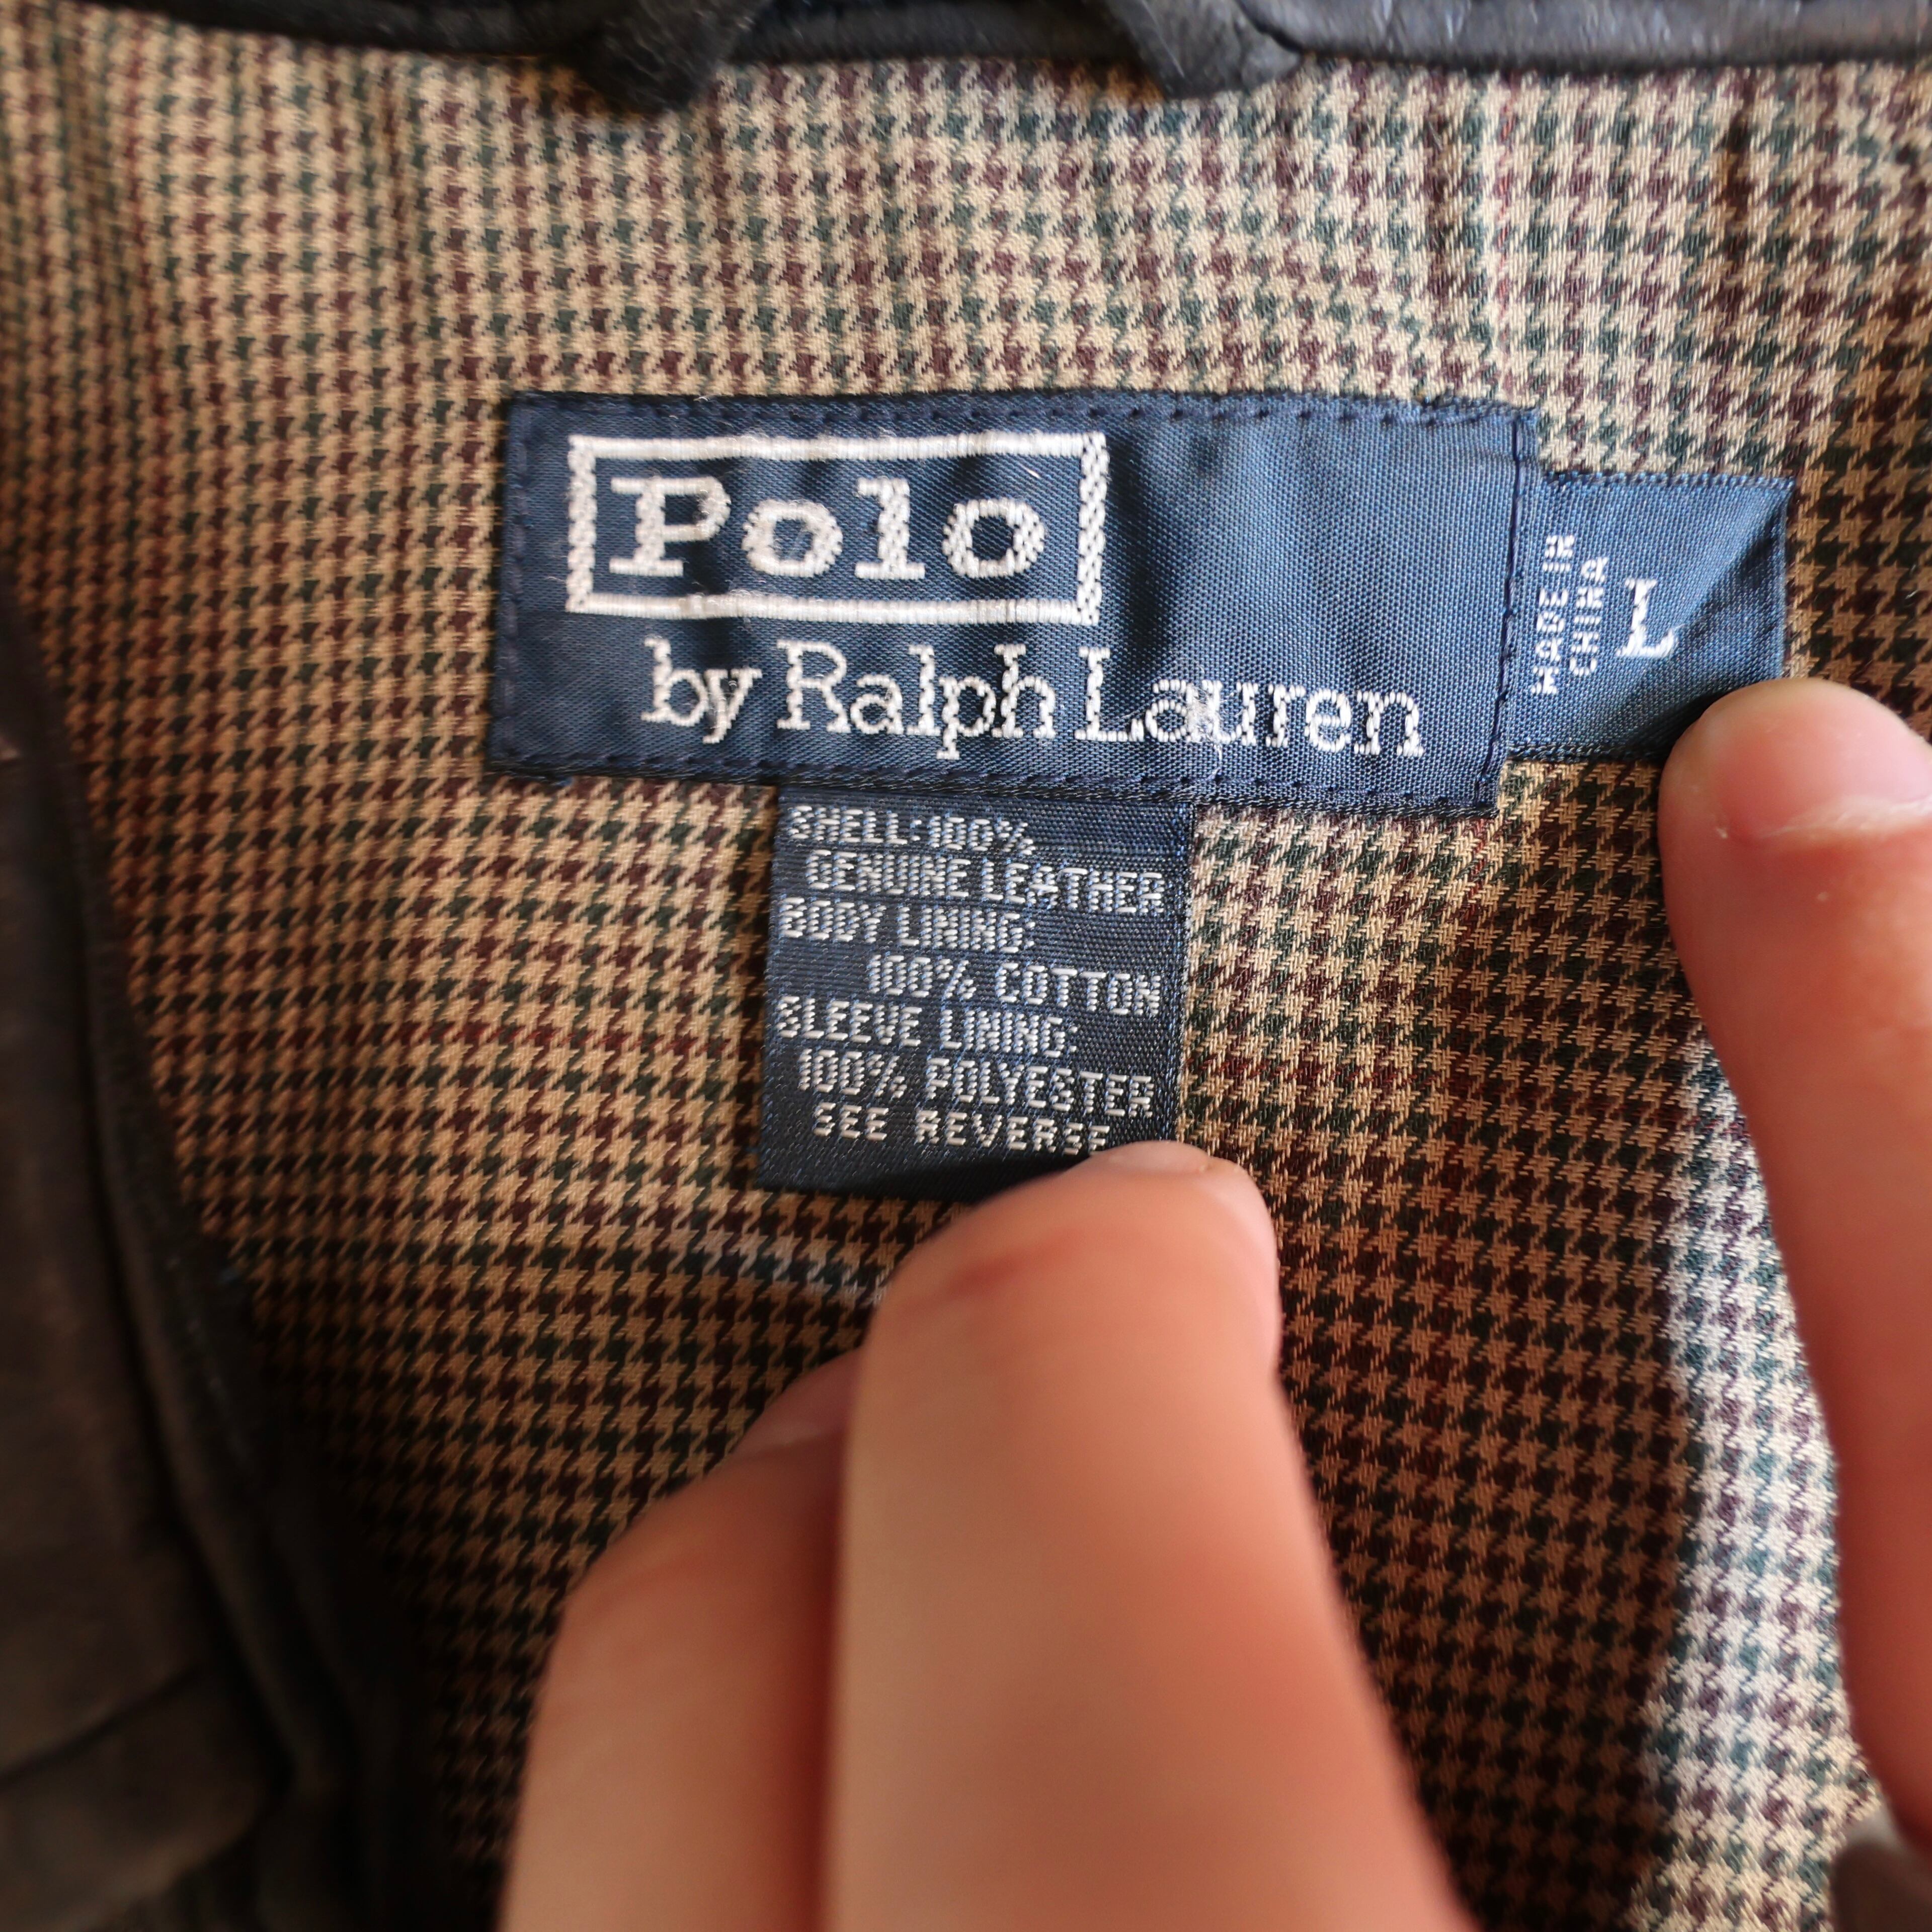 Polo
by Ralph Lauren
MADE IN
CHINA
L
SHELL:100%
GENUINE LEATHER
BODY LINING:
100% COTTON
SLEEVE LINING:
100% POLYESTER
SEE REVERSE